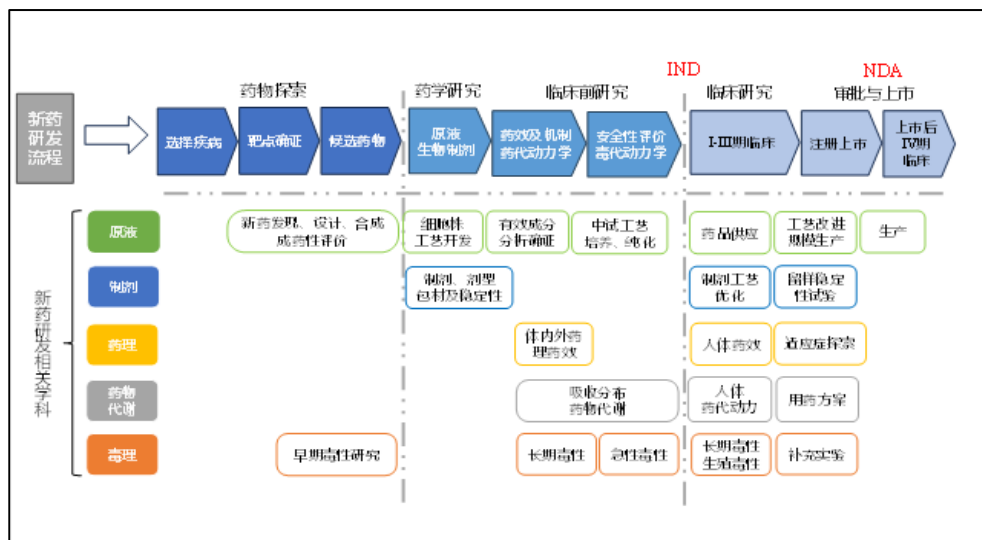 IND
NDA
药物探索
药学研究
临床前研究
临床研究
审批与上市
新药
研发
流程
选择疾病
靶点确证
候选药物
原液
生物制剂
药效及机制
药代动力学
安全性评价
毒代动力学
I-III期临床
注册上市
上市后
IV期
临床
新药研发相关学科
原液
新药发现、设计、合成
成药性评价
细胞株
工艺开发
有效成分
分析确证
中试工艺
培养、纯化
药品供应
工艺改进
规模生产
生产
制剂
制剂、剂型
包材及稳定性
制剂工艺
优化
留样稳定
性试验
药理
体内外药
理药效
人体药效
适应症探索
药物
代谢
吸收分布
药物代谢
人体
药代动力
用药方案
毒理
早期毒性研究
长期毒性
急性毒性
长期毒性
生殖毒性
补充实验